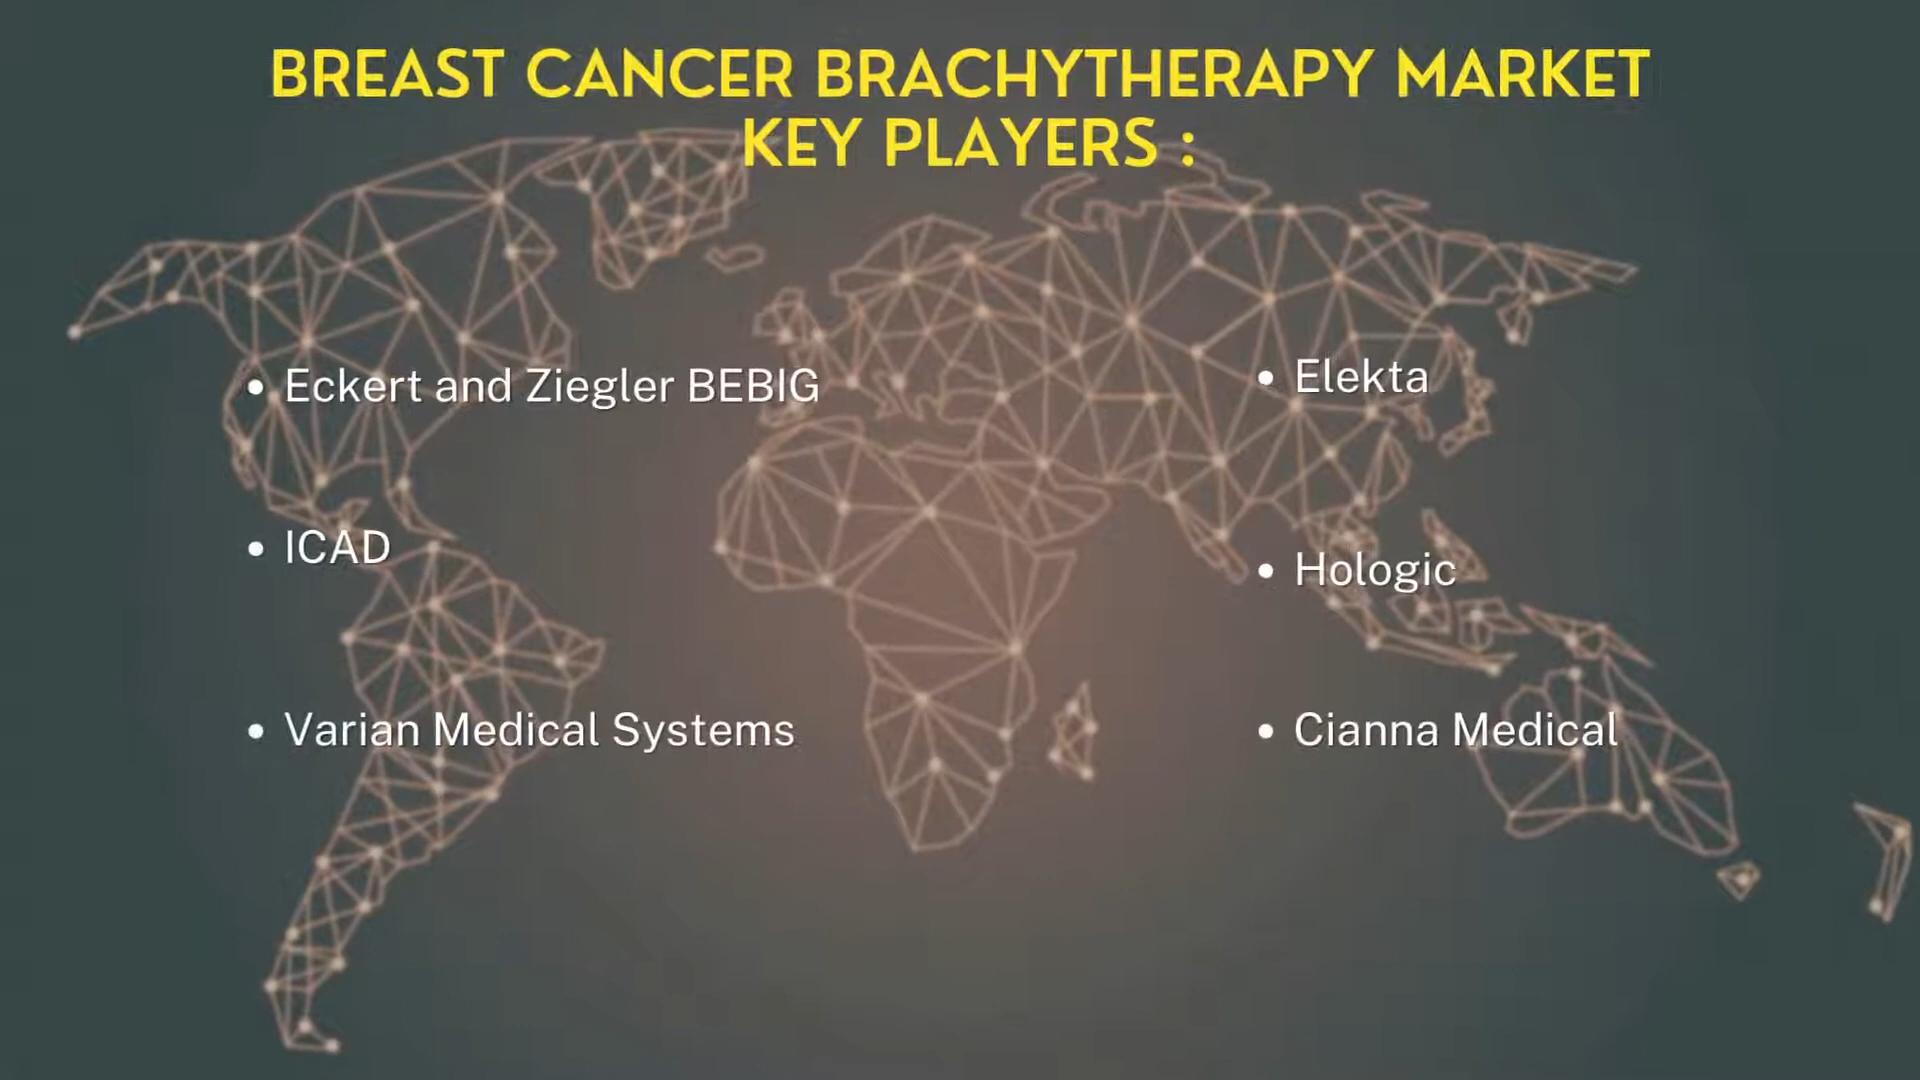 BREAST CANCER BRACHYTHERAPY MARKET
KEY PLAYERS :
• Eckert and Ziegler BEBIG
• ICAD
• Varian Medical Systems
• Elekta
• Hologic
• Cianna Medical